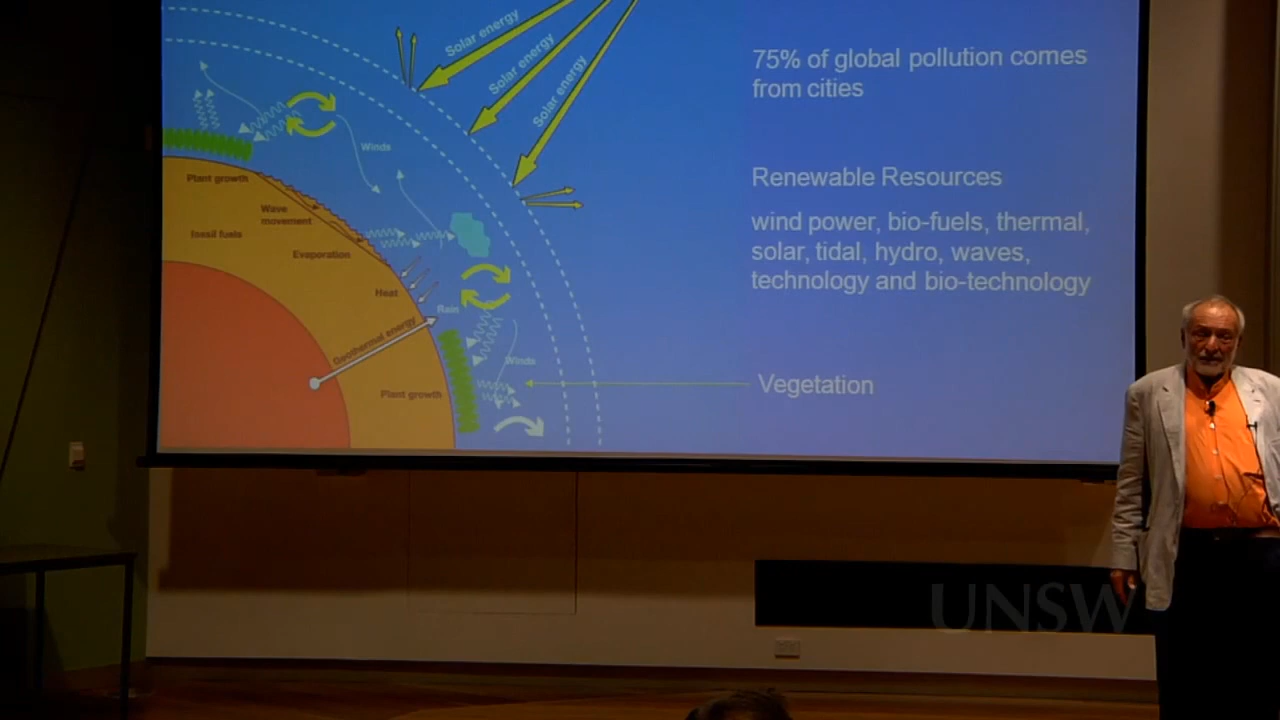 Solar energy
Solar energy
Solar energy
Winds
Plant growth
Wave
movement
fossil fuels
Evaporation
Heat
Rain
Geothermal energy
Winds
Plant growth
75% of global pollution comes
from cities
Renewable Resources
wind power, bio-fuels, thermal,
solar, tidal, hydro, waves,
technology and bio-technology
Vegetation
UNSW